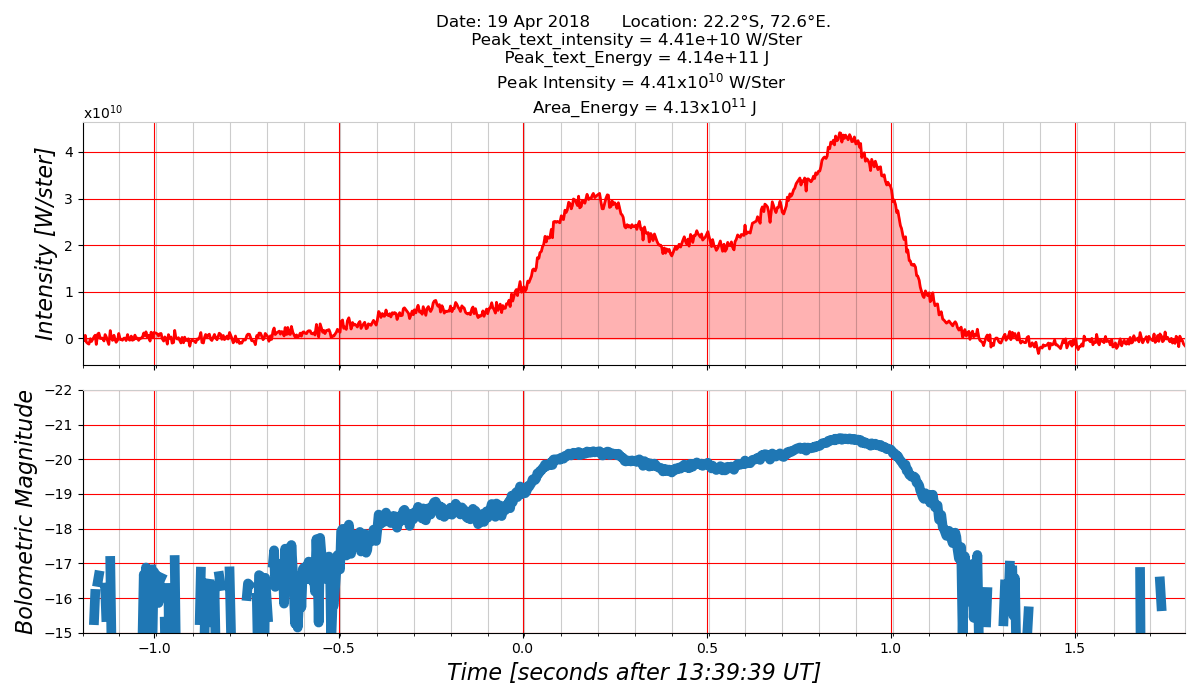 Date: 19 Apr 2018      Location: 22.2°S, 72.6°E.
Peak_text_intensity = 4.41e+10 W/Ster
Peak_text_Energy = 4.14e+11 J
Peak Intensity = 4.41x10¹⁰ W/Ster
Area_Energy = 4.13x10¹¹ J
x10¹⁰
Intensity [W/ster]
4
3
2
1
0
Bolometric Magnitude
−22
−21
−20
−19
−18
−17
−16
−15
−1.0 −0.5 0.0 0.5 1.0 1.5
Time [seconds after 13:39:39 UT]